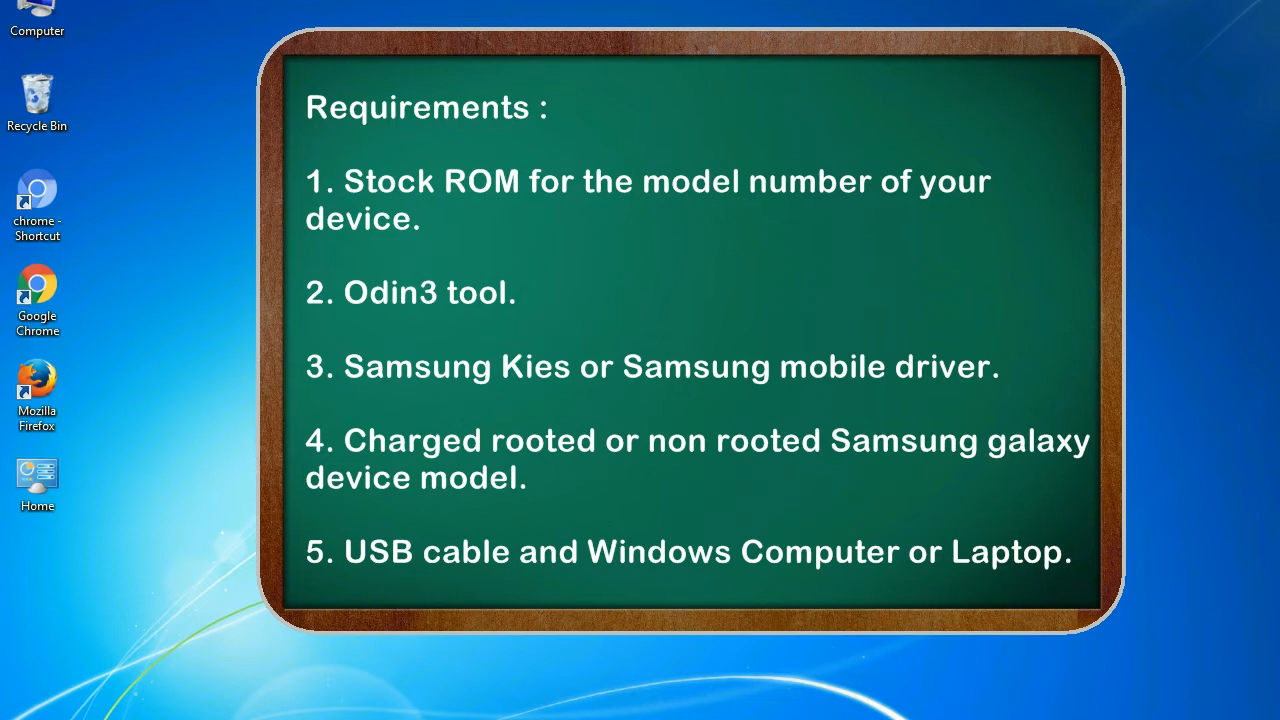 Computer
Recycle Bin
chrome -
Shortcut
Google
Chrome
Mozilla
Firefox
Home
Requirements :
1. Stock ROM for the model number of your
device.
2. Odin3 tool.
3. Samsung Kies or Samsung mobile driver.
4. Charged rooted or non rooted Samsung galaxy
device model.
5. USB cable and Windows Computer or Laptop.